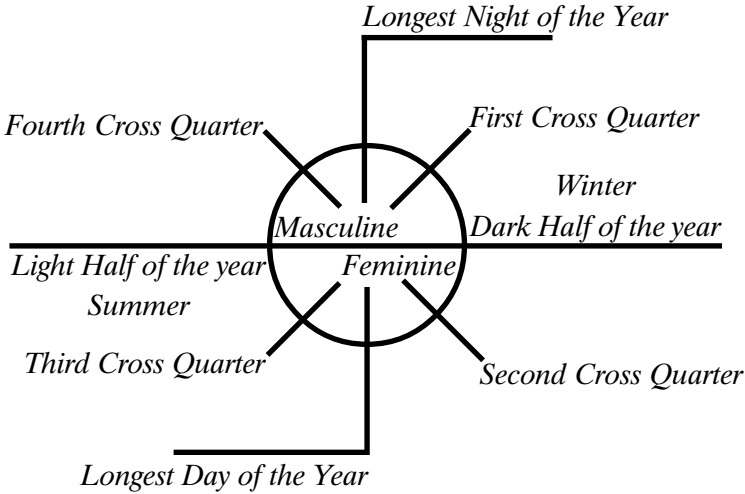 Longest Night of the Year
Fourth Cross Quarter
First Cross Quarter
Winter
Masculine
Dark Half of the year
Light Half of the year
Feminine
Summer
Third Cross Quarter
Second Cross Quarter
Longest Day of the Year